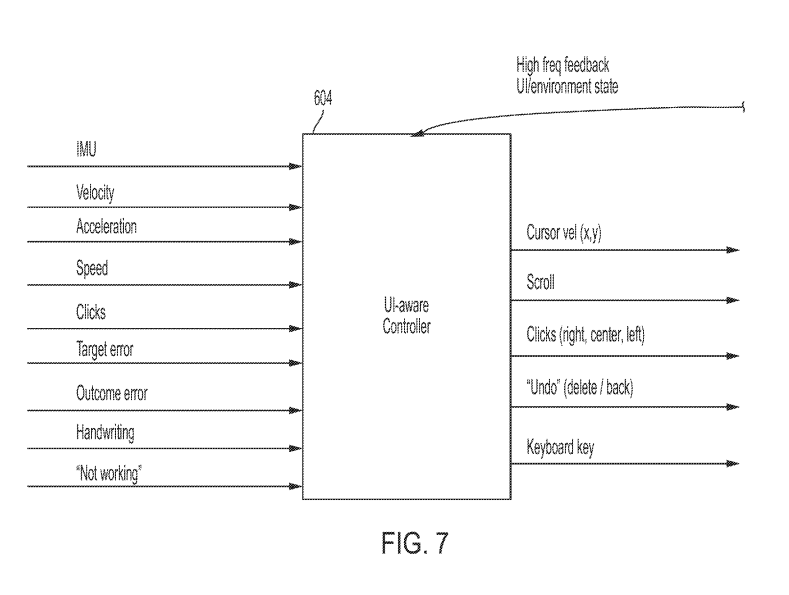 High freq feedback
UI/environment state
604
IMU
Velocity
Acceleration
Speed
Clicks
Target error
Outcome error
Handwriting
“Not working”
UI-aware
Controller
Cursor vel (x,y)
Scroll
Clicks (right, center, left)
“Undo” (delete / back)
Keyboard key
FIG. 7